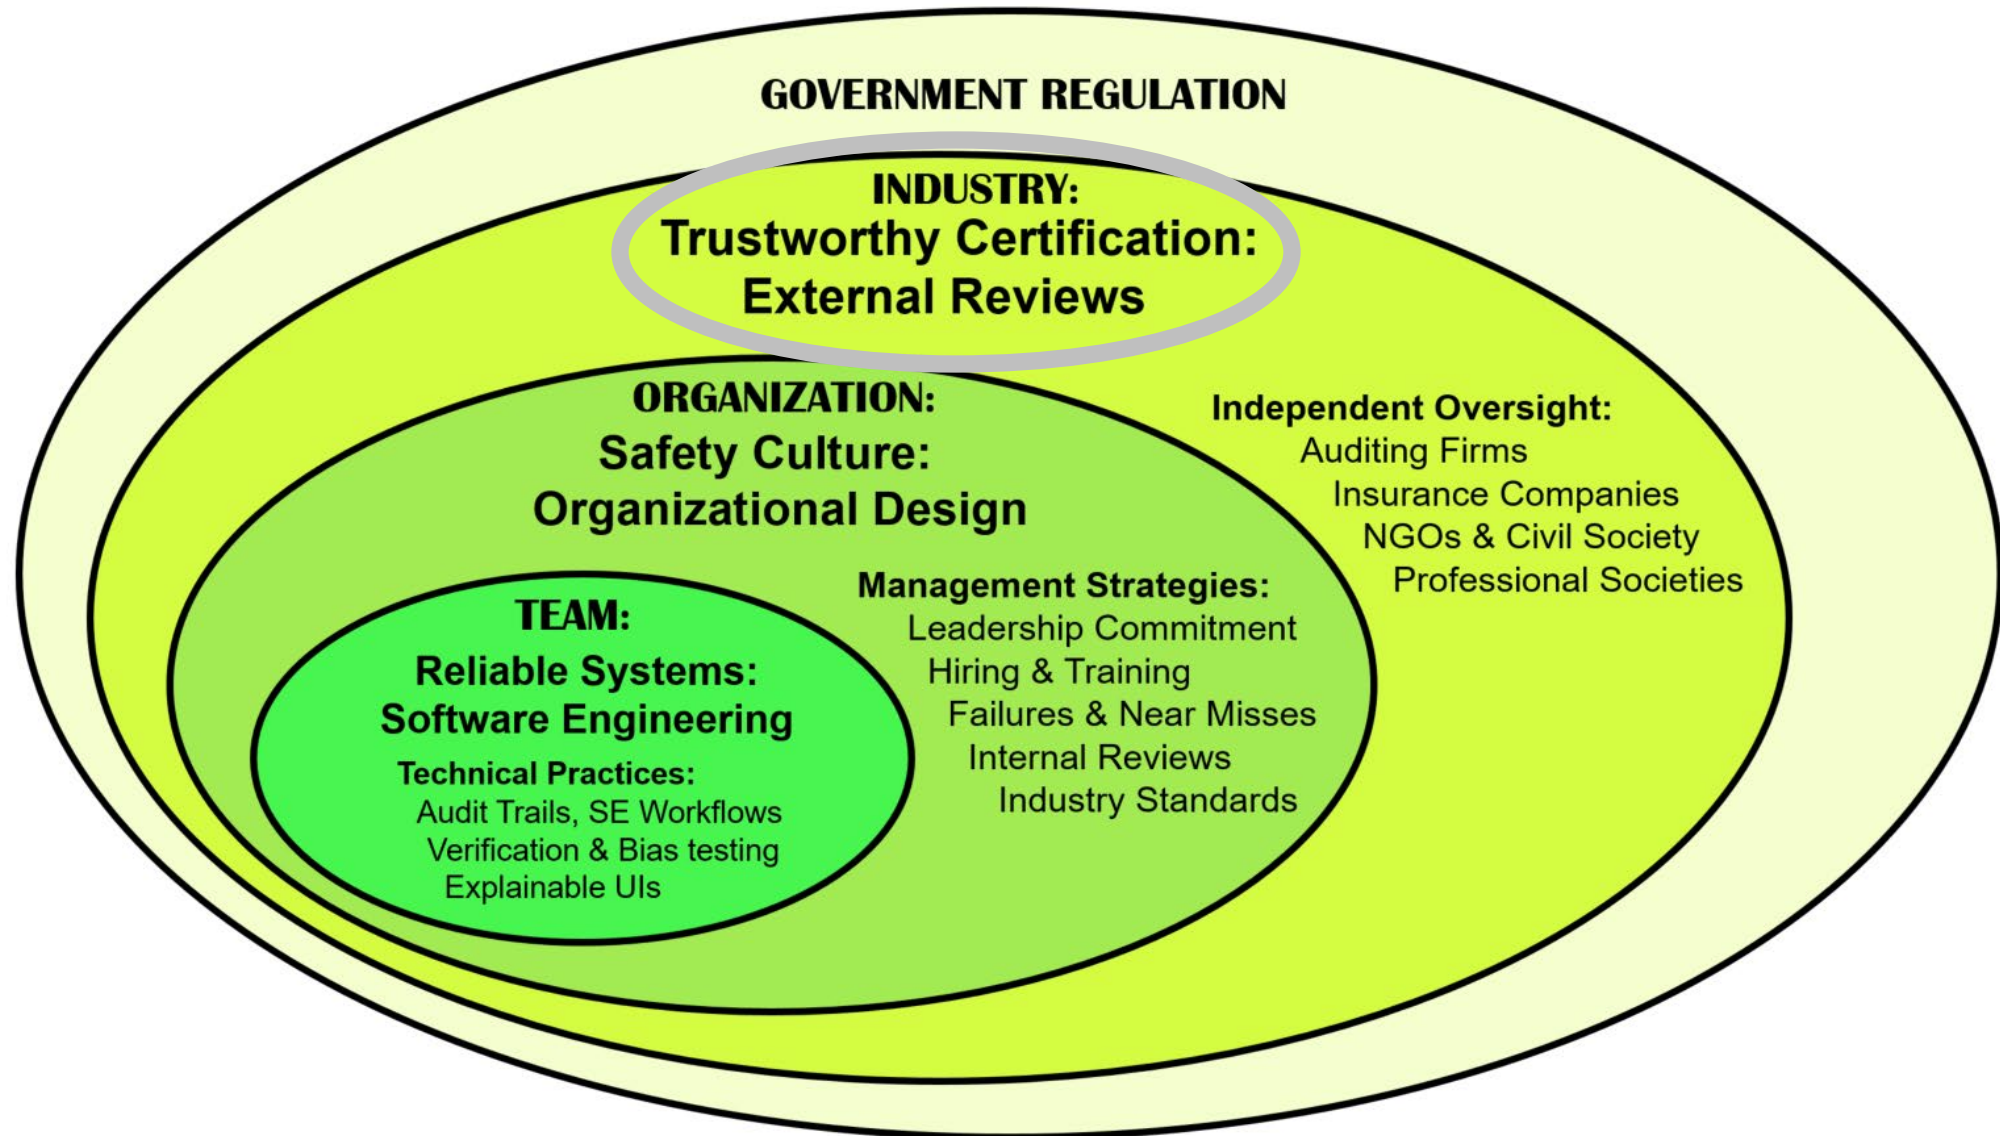 GOVERNMENT REGULATION
INDUSTRY:
Trustworthy Certification:
External Reviews
ORGANIZATION:
Safety Culture:
Organizational Design
Independent Oversight:
Auditing Firms
Insurance Companies
NGOs & Civil Society
Professional Societies
Management Strategies:
Leadership Commitment
Hiring & Training
Failures & Near Misses
Internal Reviews
Industry Standards
TEAM:
Reliable Systems:
Software Engineering
Technical Practices:
Audit Trails, SE Workflows
Verification & Bias testing
Explainable UIs